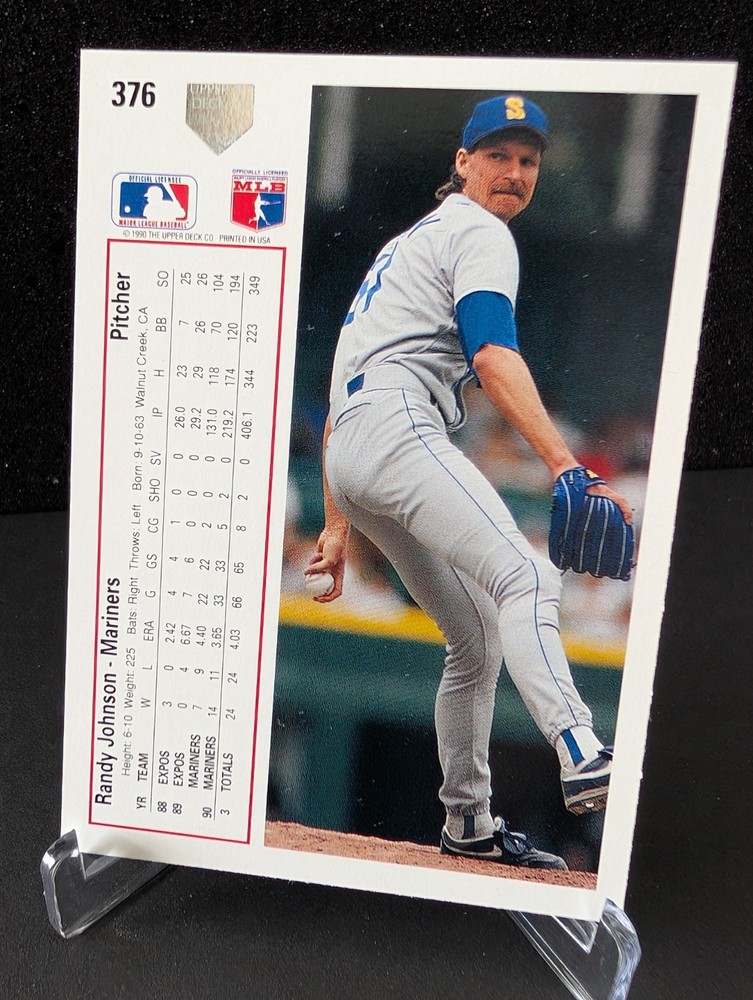 376
UPPER
DECK
OFFICIAL LICENSEE
MAJOR LEAGUE BASEBALL
OFFICIALLY LICENSED
MLB
© 1990 THE UPPER DECK CO. PRINTED IN USA
Randy Johnson - Mariners Pitcher
Height: 6-10 Weight: 225 Bats: Right Throws: Left Born: 9-10-63 Walnut Creek, CA
YR TEAM W L ERA G GS CG SHO SV IP H BB SO
88 EXPOS 3 0 2.42 4 4 1 0 0 26.0 23 7 25
89 EXPOS 0 4 6.67 7 6 0 0 0 29.2 29 26 26
MARINERS 7 9 4.40 22 22 2 0 0 131.0 118 70 104
90 MARINERS 14 11 3.65 33 33 5 2 0 219.2 174 120 194
3 TOTALS 24 24 4.03 66 65 8 2 0 406.1 344 223 349
S